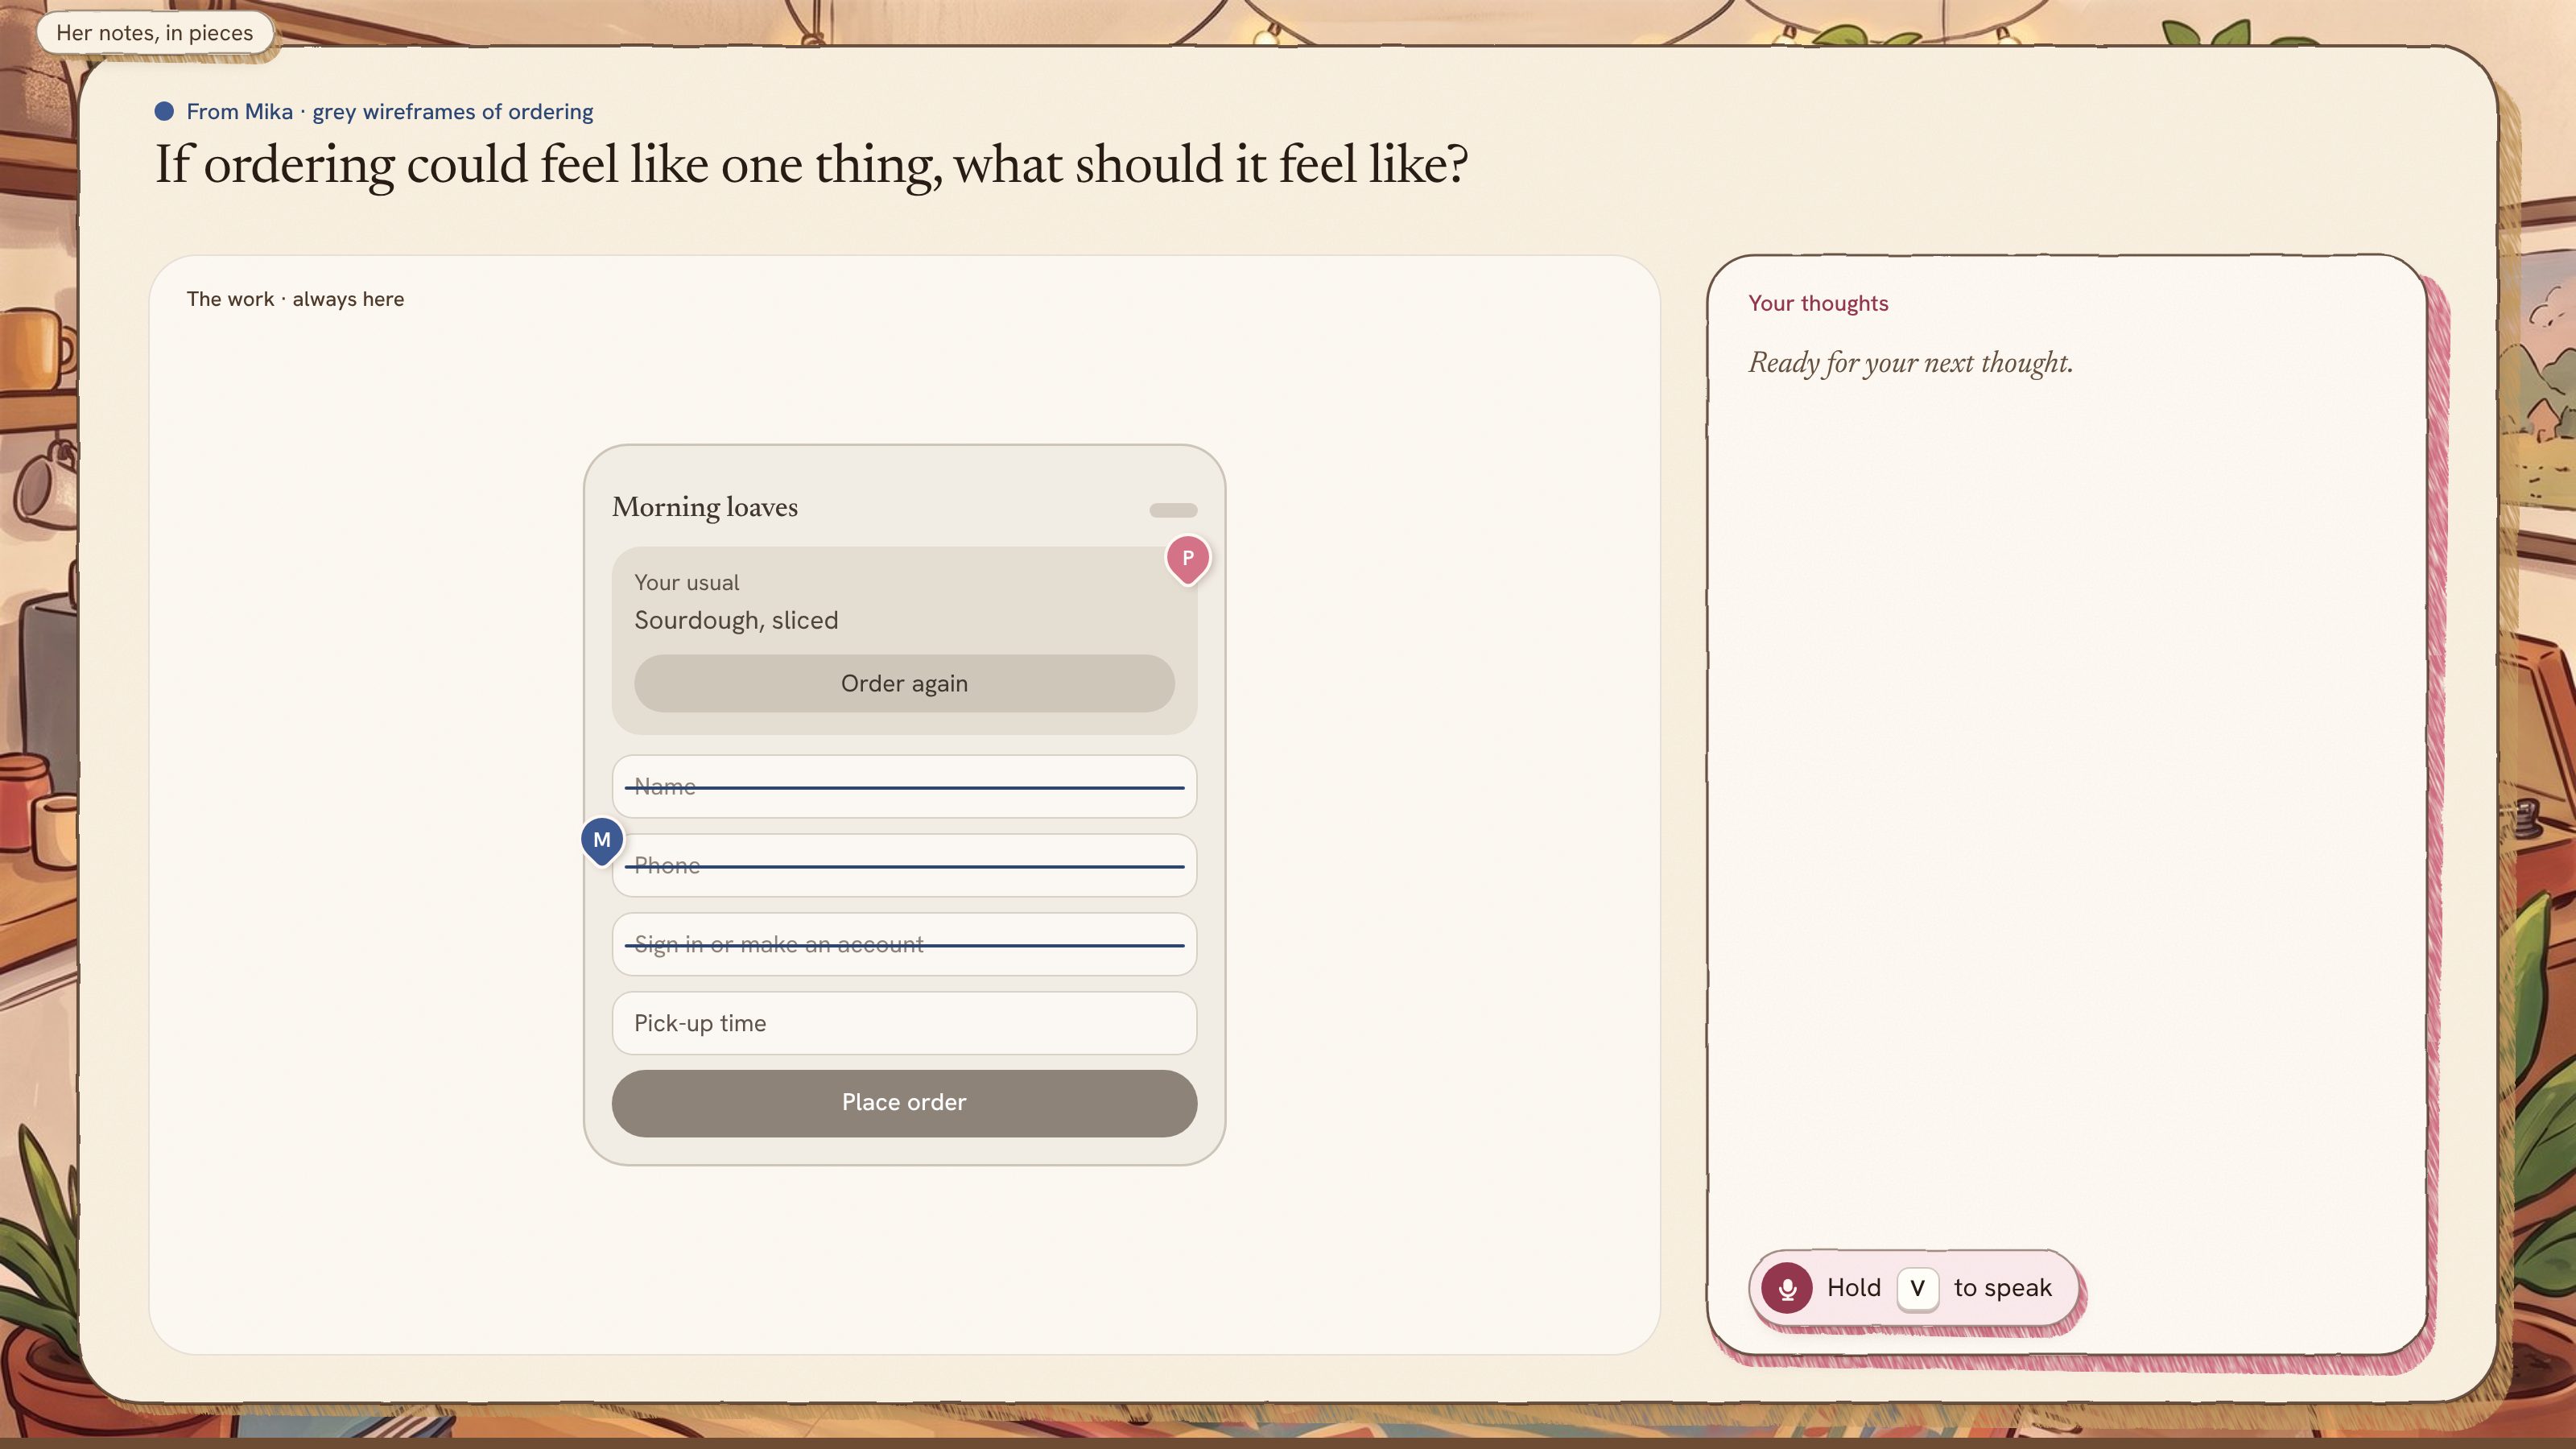 Her notes, in pieces
From Mika · grey wireframes of ordering
If ordering could feel like one thing, what should it feel like?
The work · always here
Morning loaves
P
Your usual
Sourdough, sliced
Order again
Name
M
Phone
Sign in or make an account
Pick-up time
Place order
Your thoughts
Ready for your next thought.
Hold V to speak